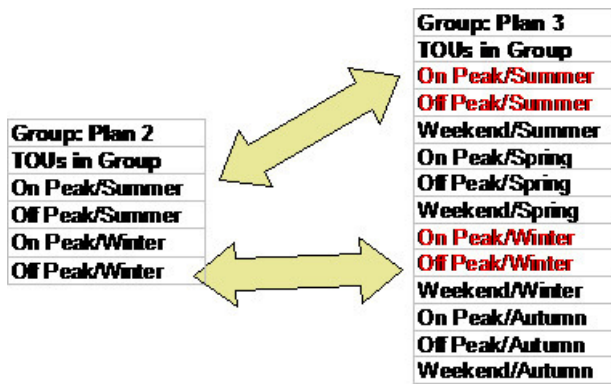 Group: Plan 2
TOUs in Group
On Peak/Summer
Off Peak/Summer
On Peak/Winter
Off Peak/Winter
Group: Plan 3
TOUs in Group
On Peak/Summer
Off Peak/Summer
Weekend/Summer
On Peak/Spring
Off Peak/Spring
Weekend/Spring
On Peak/Winter
Off Peak/Winter
Weekend/Winter
On Peak/Autumn
Off Peak/Autumn
Weekend/Autumn